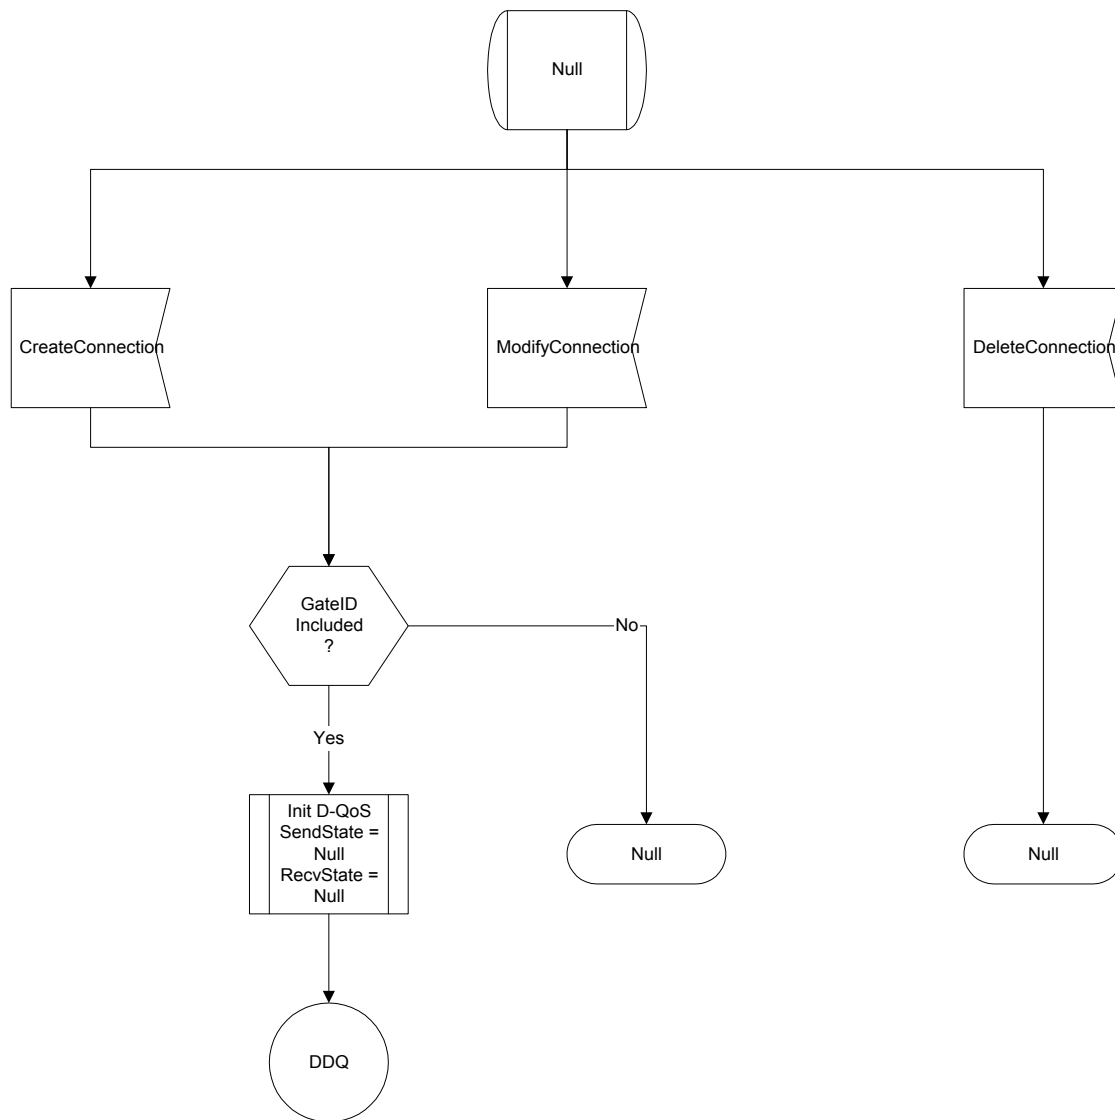 Null
CreateConnection
ModifyConnection
DeleteConnection
GateID
Included
?
No
Yes
Init D-QoS
SendState =
Null
RecvState =
Null
Null
Null
DDQ